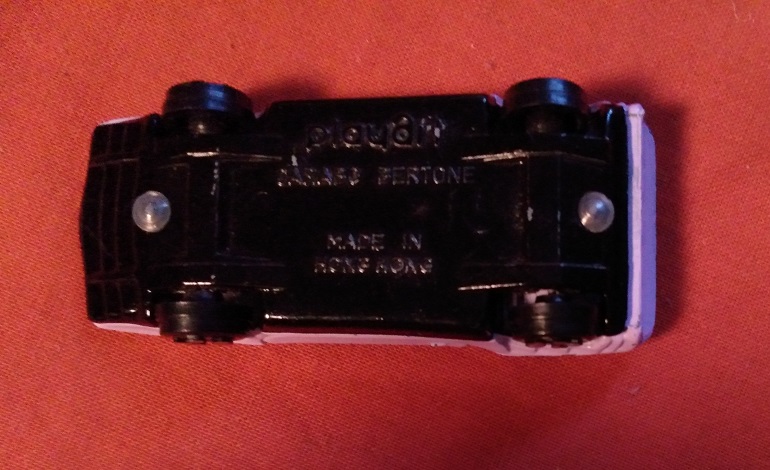 playart
CARABO BERTONE
MADE IN
HONG KONG